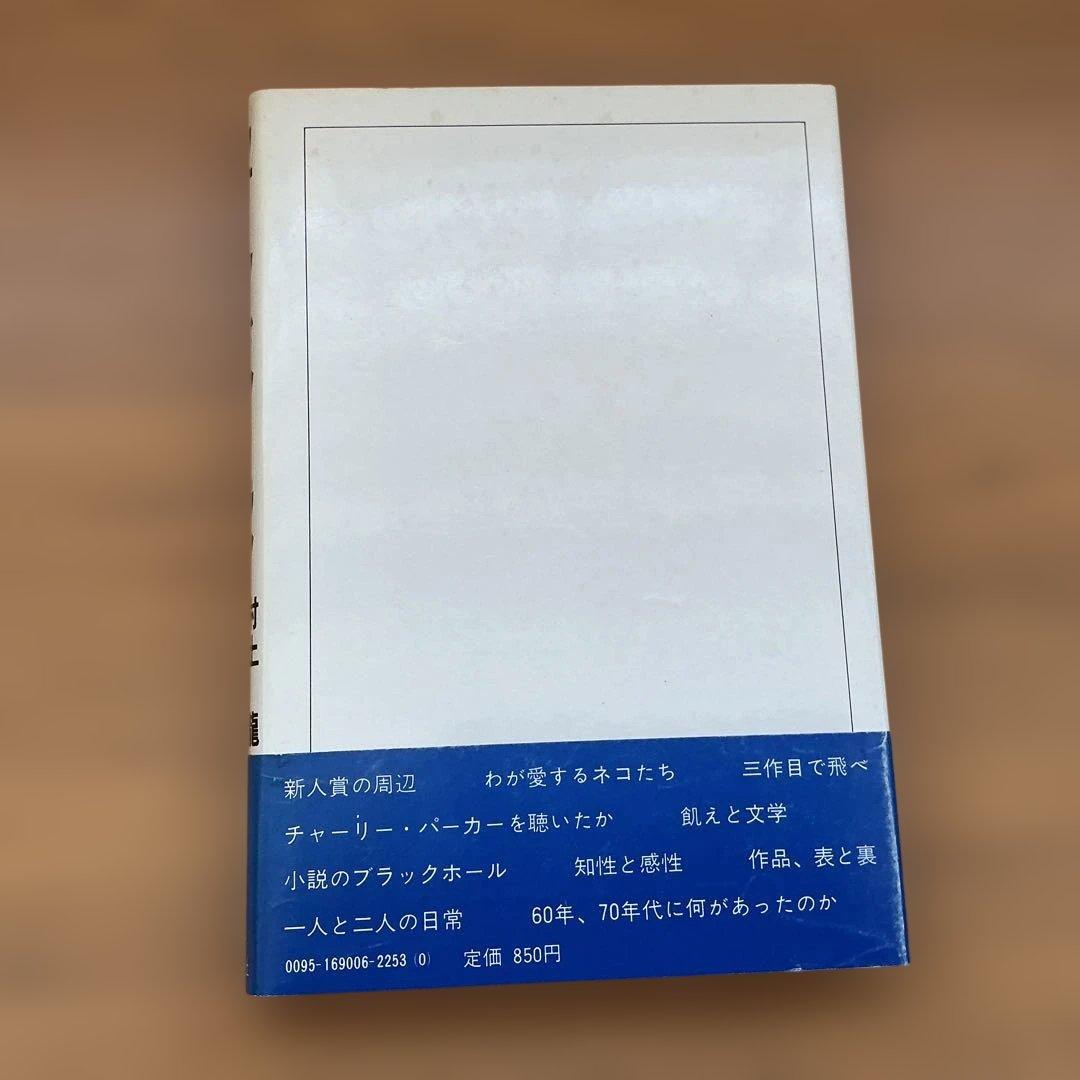 村上
龍
新人賞の周辺 わが愛するネコたち 三作目で飛べ
チャーリー・パーカーを聴いたか 飢えと文学
小説のブラックホール 知性と感性 作品、表と裏
一人と二人の日常 60年、70年代に何があったのか
0095-169006-2253 (0) 定価 850円